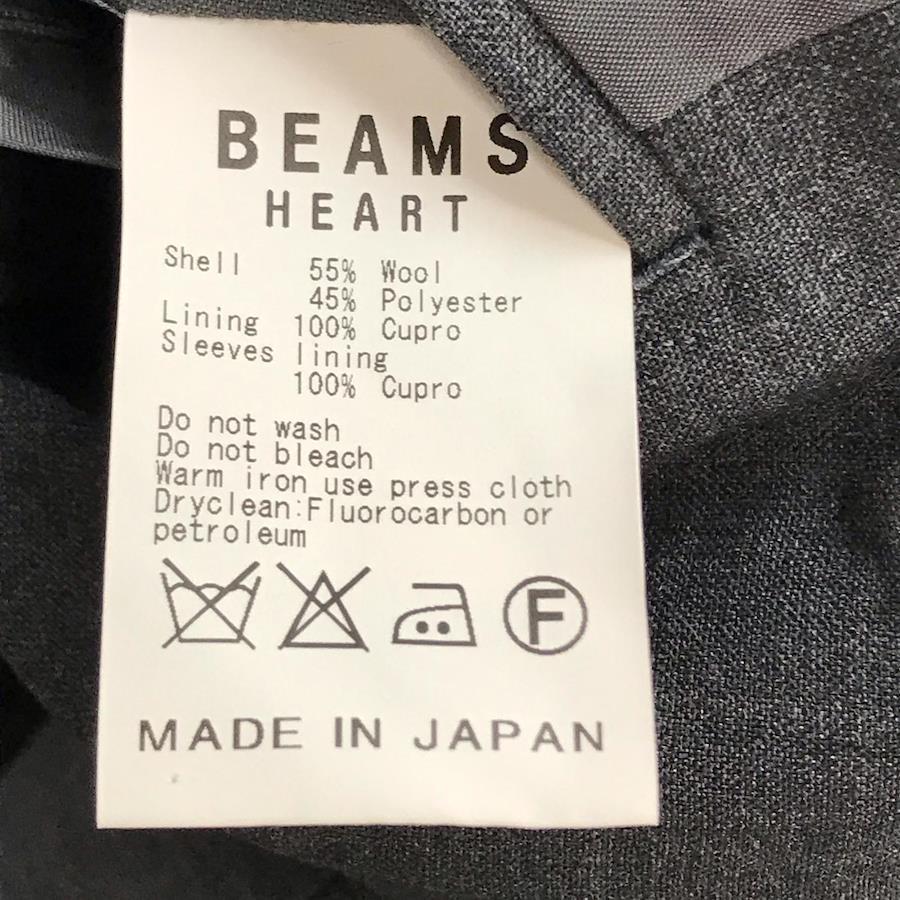 BEAMS
HEART
Shell 55% Wool
45% Polyester
Lining 100% Cupro
Sleeves lining
100% Cupro
Do not wash
Do not bleach
Warm iron use press cloth
Dryclean:Fluorocarbon or
petroleum
F
MADE IN JAPAN